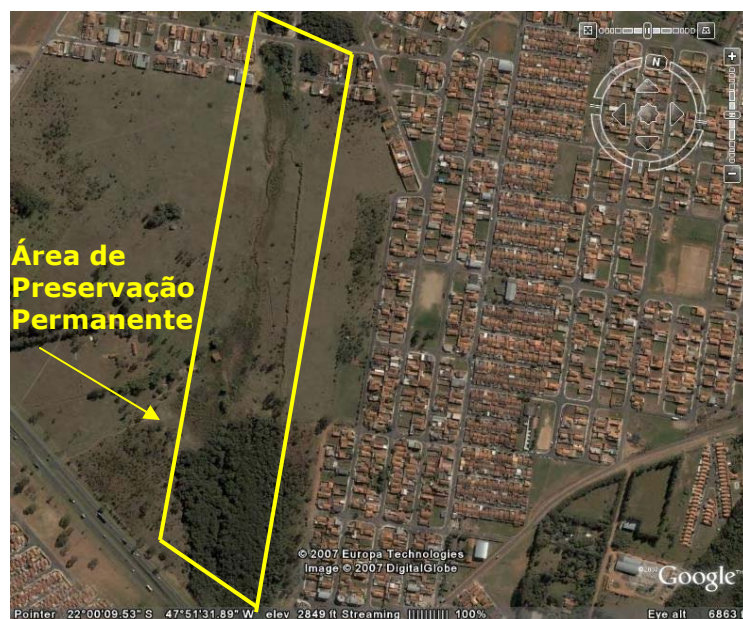 N
Área de
Preservação
Permanente
© 2007 Europa Technologies
Image © 2007 DigitalGlobe
Google™
Pointer 22°00'09.53" S 47°51'31.89" W elev 2849 ft Streaming |||||||||| 100% Eye alt 6863